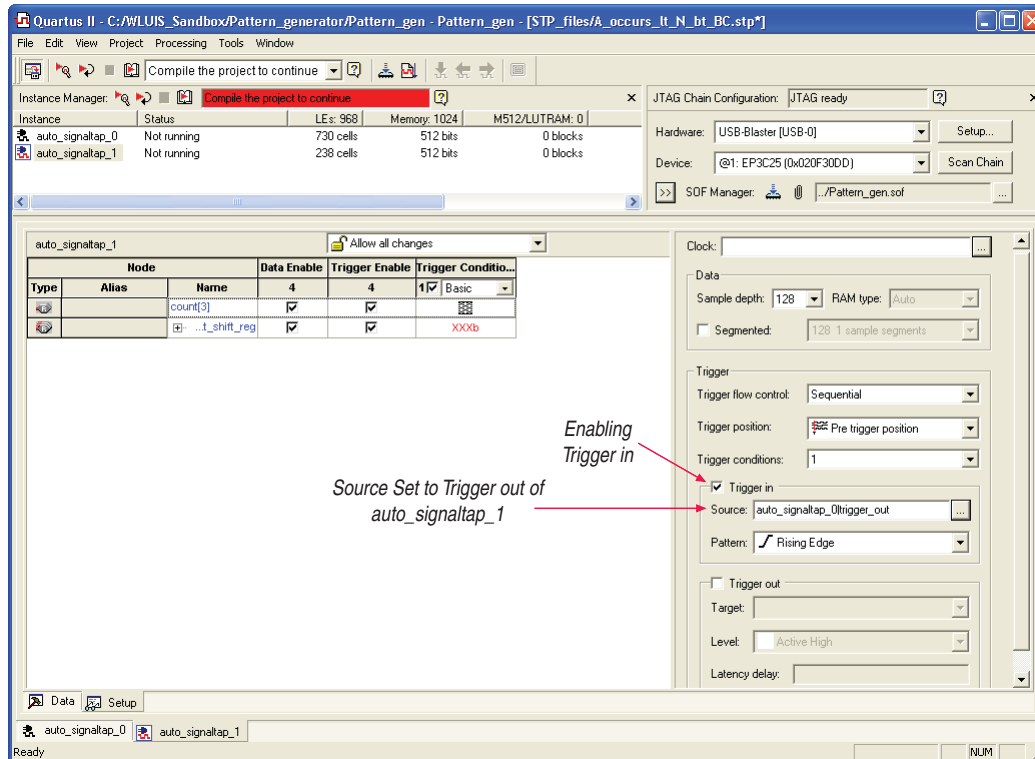 Quartus II - C:/WLUIS_Sandbox/Pattern_generator/Pattern_gen - Pattern_gen - [STP_files/A_occurs_lt_N_bt_BC.stp*]
File Edit View Project Processing Tools Window
Compile the project to continue
Instance Manager: Compile the project to continue
Instance Status LEs: 968 Memory: 1024 M512/LUTRAM: 0
auto_signaltap_0 Not running 730 cells 512 bits 0 blocks
auto_signaltap_1 Not running 238 cells 512 bits 0 blocks
JTAG Chain Configuration: JTAG ready
Hardware: USB-Blaster [USB-0] Setup...
Device: @1: EP3C25 (0x020F30DD) Scan Chain
>> SOF Manager: ../Pattern_gen.sof ...
auto_signaltap_1 Allow all changes
Node Data Enable Trigger Enable Trigger Conditio...
Type Alias Name 4 4 1 Basic
count[3]
...t_shift_reg XXXb
Clock: ...
Data
Sample depth: 128 RAM type: Auto
Segmented: 128 1 sample segments
Trigger
Trigger flow control: Sequential
Trigger position: Pre trigger position
Trigger conditions: 1
Trigger in
Source: auto_signaltap_0|trigger_out ...
Pattern: Rising Edge
Trigger out
Target:
Level: Active High
Latency delay:
Enabling
Trigger in
Source Set to Trigger out of
auto_signaltap_1
Data Setup
auto_signaltap_0 auto_signaltap_1
Ready NUM